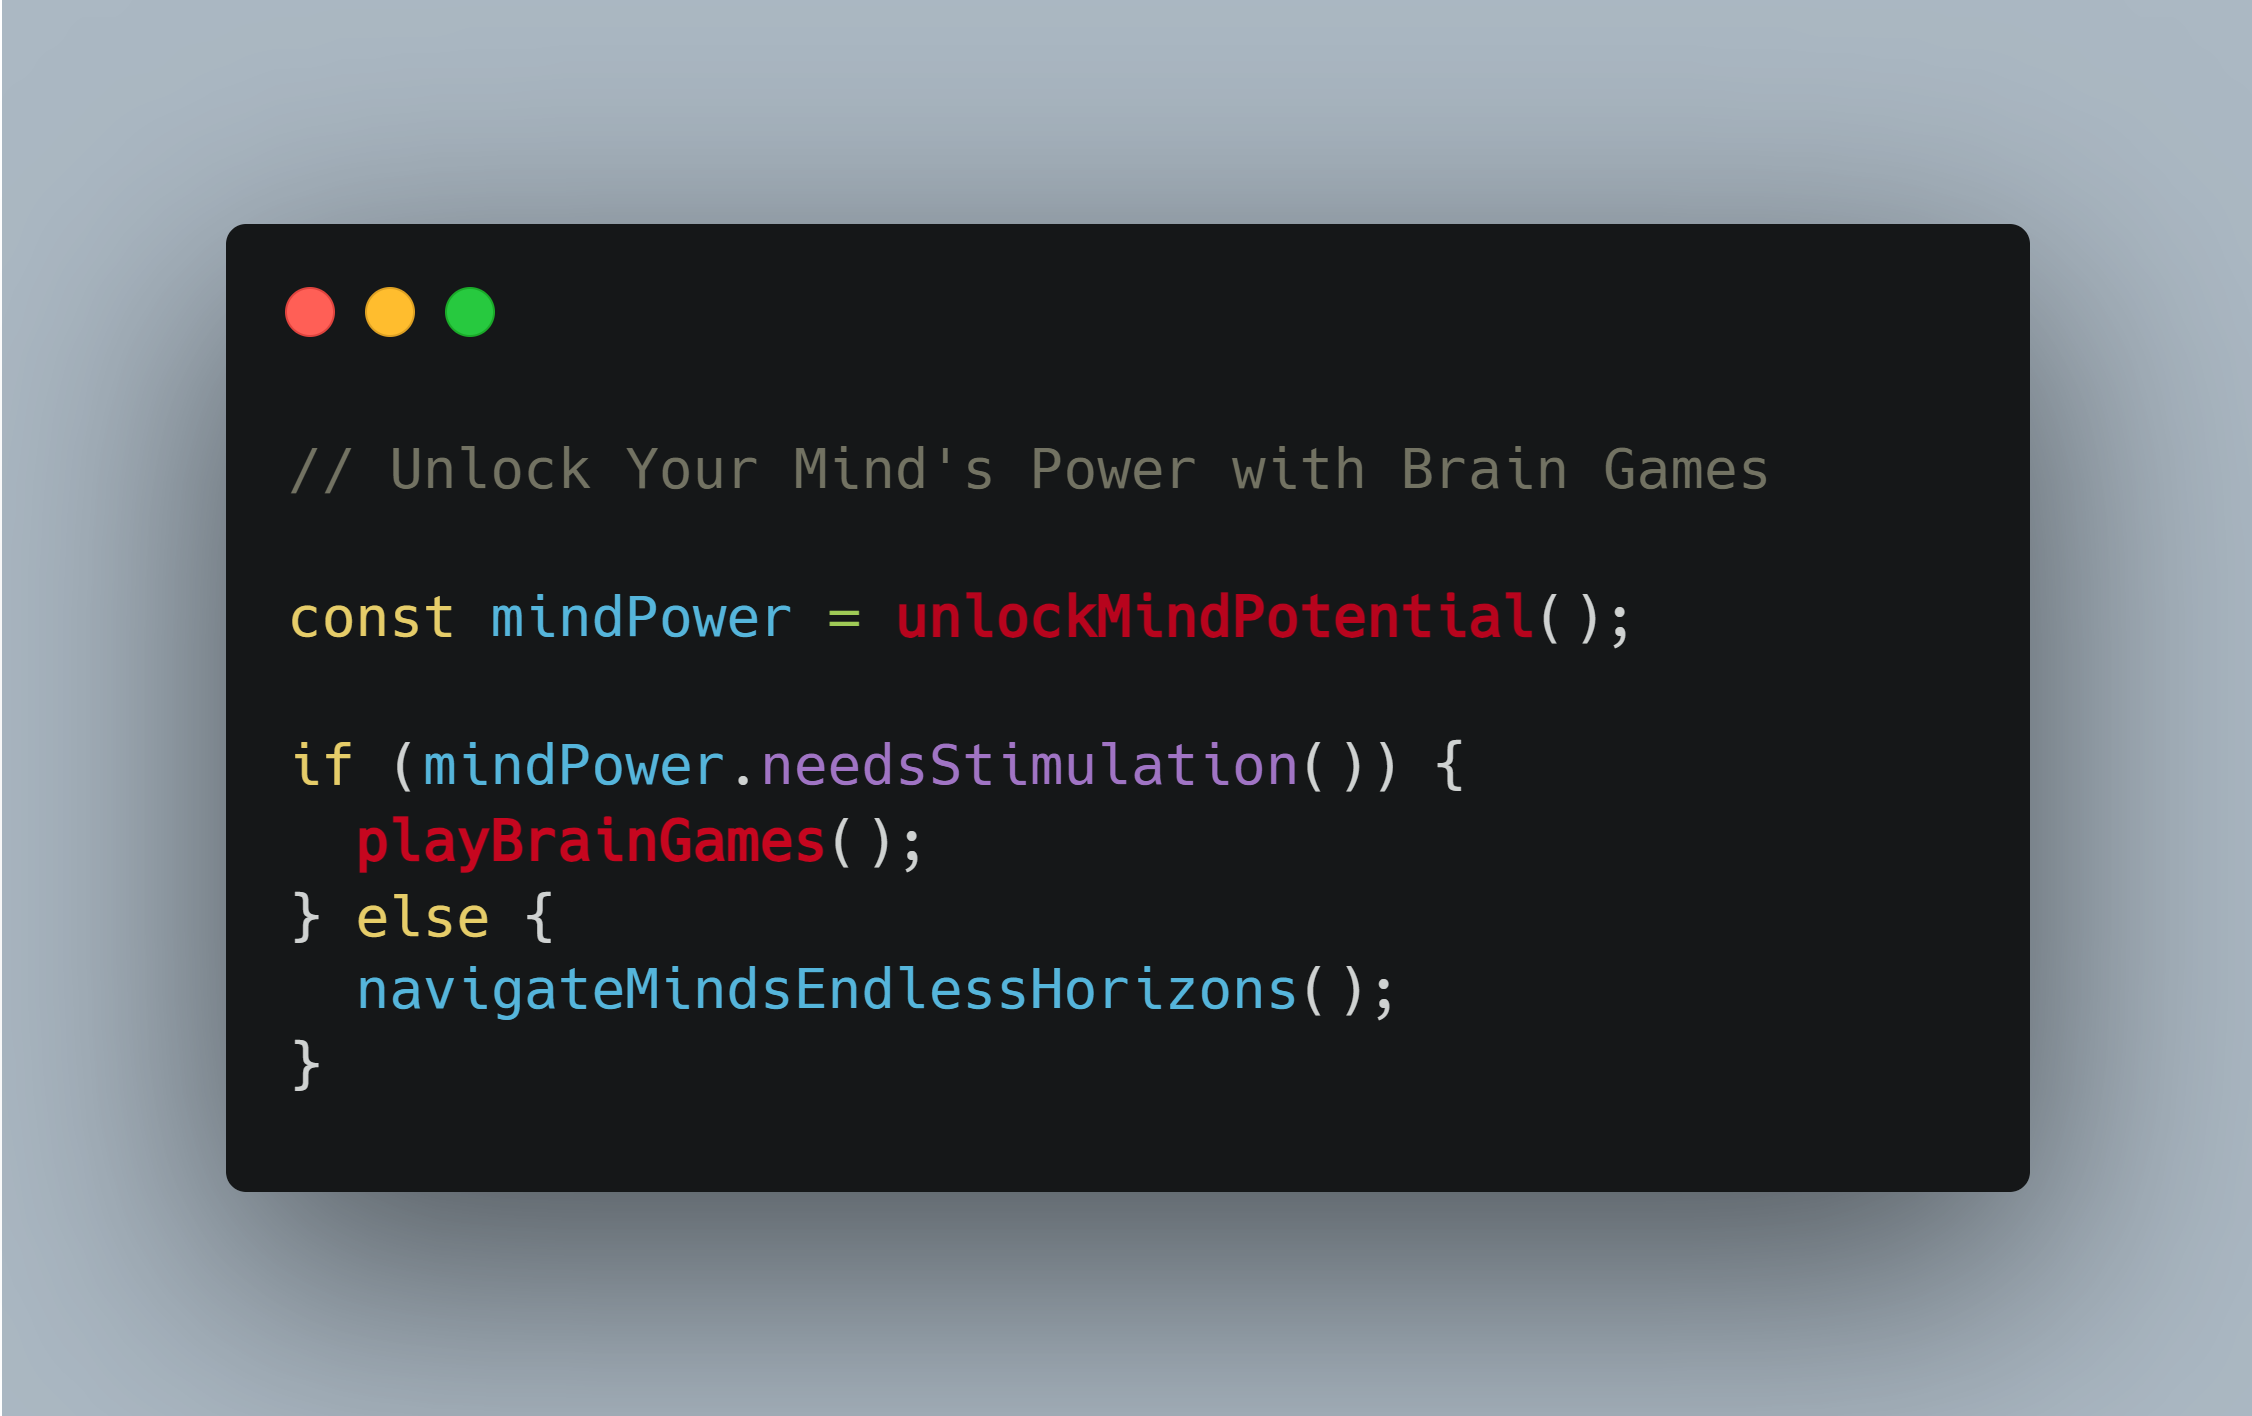 // Unlock Your Mind's Power with Brain Games
const mindPower = unlockMindPotential();
if (mindPower.needsStimulation()) {
  playBrainGames();
} else {
  navigateMindsEndlessHorizons();
}